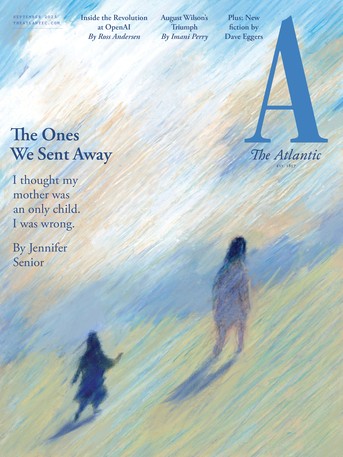 SEPTEMBER 2023
THEATLANTIC.COM
Inside the Revolution
at OpenAI
By Ross Andersen
August Wilson's
Triumph
By Imani Perry
Plus: New
fiction by
Dave Eggers
A
The Atlantic
EST. 1857
The Ones
We Sent Away
I thought my
mother was
an only child.
I was wrong.
By Jennifer
Senior